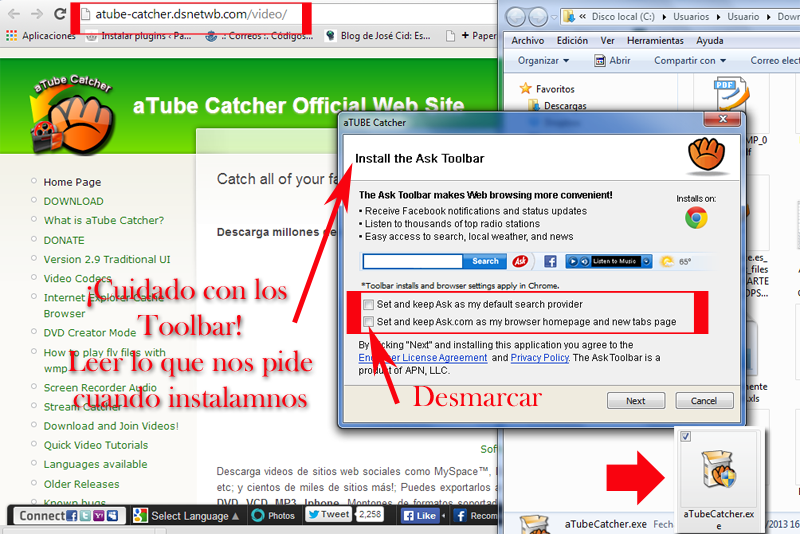 atube-catcher.dsnetwb.com/video/
Aplicaciones
Instalar plugins ‹ Pa...
.:: Correos :. Códigos
Blog de José Cid: Es...
+ Paper
aTube Catcher
aTube Catcher Official Web Site
Home Page
DOWNLOAD
What is aTube Catcher?
DONATE
Version 2.9 Traditional UI
Video Codecs
Internet Explorer Cache
Browser
DVD Creator Mode
How to play flv files with
wmp
Screen Recorder Audio
Stream Catcher
Download and Join Videos!
Quick Video Tutorials
Languages available
Older Releases
Known bugs
Catch all of your fa
Descarga millones de
¡Cuidado con los
Toolbar!
Leer lo que nos pide
cuando instalamnos
Soft
Descarga videos de sitios web sociales como MySpace™,
etc; y cientos de miles de sitios más!; Puedes exportarlos a
DVD, VCD, MP3, Iphone. Montones de formatos soportad
Connect
Select Language ▲
Photos
Tweet
2,258
Like
Recom
« Disco local (C:) ▸ Usuarios ▸ Usuario ▸ Dow
Archivo Edición Ver Herramientas Ayuda
Organizar ▼
Abrir
Compartir con ▼
Correo elect
Favoritos
Descargas
PDF
aTUBE Catcher
Install the Ask Toolbar
The Ask Toolbar makes Web browsing more convenient!
• Receive Facebook notifications and status updates
• Listen to thousands of top radio stations
• Easy access to search, local weather, and news
Installs on:
Search
Ask
Listen to Music
65°
*Toolbar installs and browser settings apply in Chrome.
Set and keep Ask as my default search provider
Set and keep Ask.com as my browser homepage and new tabs page
By clicking "Next" and installing this application you agree to the
End User License Agreement and Privacy Policy. The Ask Toolbar is a
product of APN, LLC.
Desmarcar
Next
Cancel
aTubeCatcher.ex
e
aTubeCatcher.exe
Fech
/2013 16